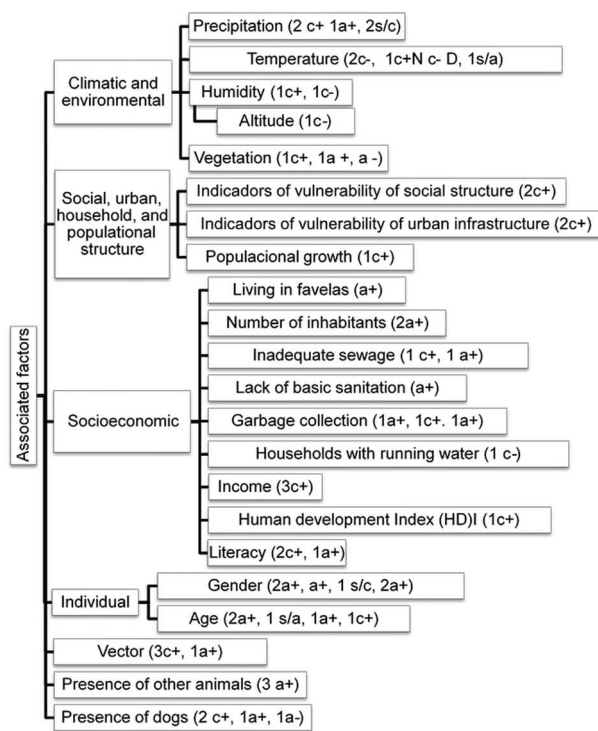 Associated factors
Climatic and
environmental
Precipitation (2 c+ 1a+, 2s/c)
Temperature (2c-, 1c+N c- D, 1s/a)
Humidity (1c+, 1c-)
Altitude (1c-)
Vegetation (1c+, 1a +, a -)
Social, urban,
household, and
populational
structure
Indicadors of vulnerability of social structure (2c+)
Indicadors of vulnerability of urban infrastructure (2c+)
Populacional growth (1c+)
Socioeconomic
Living in favelas (a+)
Number of inhabitants (2a+)
Inadequate sewage (1 c+, 1 a+)
Lack of basic sanitation (a+)
Garbage collection (1a+, 1c+. 1a+)
Households with running water (1 c-)
Income (3c+)
Human development Index (HD)I (1c+)
Literacy (2c+, 1a+)
Individual
Gender (2a+, a+, 1 s/c, 2a+)
Age (2a+, 1 s/a, 1a+, 1c+)
Vector (3c+, 1a+)
Presence of other animals (3 a+)
Presence of dogs (2 c+, 1a+, 1a-)